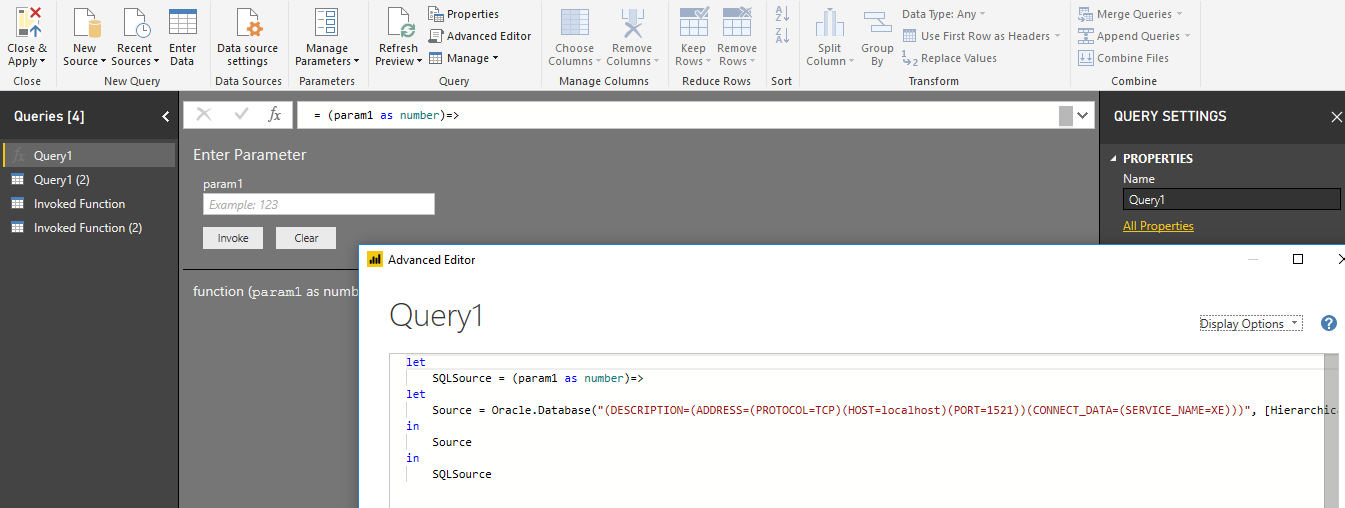 Close & Apply
New Source
Recent Sources
Enter Data
Data source settings
Manage Parameters
Refresh Preview
Properties
Advanced Editor
Manage
Choose Columns
Remove Columns
Keep Rows
Remove Rows
A
Z
Z
A
Split Column
Group By
Data Type: Any
Use First Row as Headers
1
2
Replace Values
Merge Queries
Append Queries
Combine Files
Close
New Query
Data Sources
Parameters
Query
Manage Columns
Reduce Rows
Sort
Transform
Combine
Queries [4]
fx
= (param1 as number)=>
QUERY SETTINGS
fx Query1
Query1 (2)
Invoked Function
Invoked Function (2)
Enter Parameter
param1
Example: 123
Invoke
Clear
PROPERTIES
Name
Query1
All Properties
function (param1 as numb
Advanced Editor
Query1
Display Options
?
let
SQLSource = (param1 as number)=>
let
Source = Oracle.Database("(DESCRIPTION=(ADDRESS=(PROTOCOL=TCP)(HOST=localhost)(PORT=1521))(CONNECT_DATA=(SERVICE_NAME=XE)))", [Hierarchic
in
Source
in
SQLSource